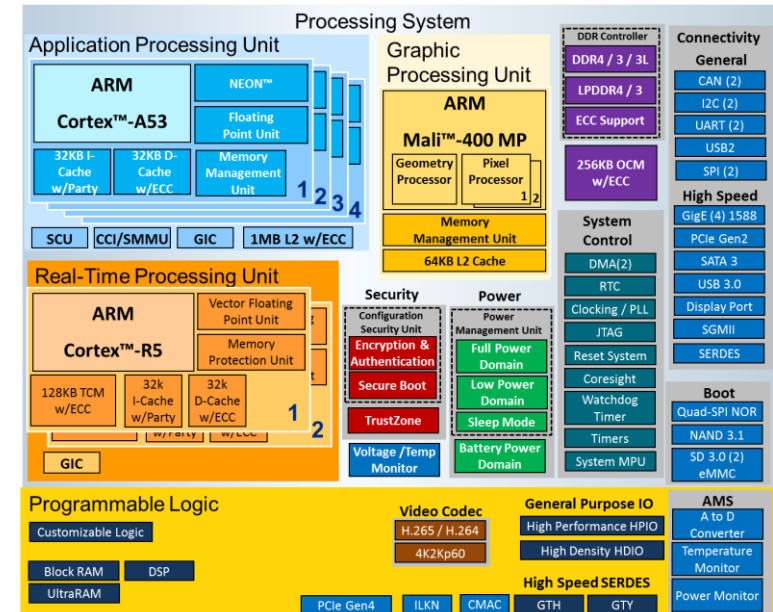 Processing System
Application Processing Unit
ARM
Cortex™-A53
NEON™
Floating
Point Unit
32KB I-
Cache
w/Party
32KB D-
Cache
w/ECC
Memory
Management
Unit
1
2
3
4
SCU
CCI/SMMU
GIC
1MB L2 w/ECC
Graphic
Processing Unit
ARM
Mali™-400 MP
Geometry
Processor
Pixel
Processor
1
2
Memory
Management Unit
64KB L2 Cache
DDR Controller
DDR4 / 3 / 3L
LPDDR4 / 3
ECC Support
256KB OCM
w/ECC
Connectivity
General
CAN (2)
I2C (2)
UART (2)
USB2
SPI (2)
High Speed
GigE (4) 1588
PCIe Gen2
SATA 3
USB 3.0
Display Port
SGMII
SERDES
System
Control
DMA(2)
RTC
Clocking / PLL
JTAG
Reset System
Coresight
Watchdog
Timer
Timers
System MPU
Real-Time Processing Unit
ARM
Cortex™-R5
Vector Floating
Point Unit
Memory
Protection Unit
128KB TCM
w/ECC
32k
I-Cache
w/Party
32k
D-Cache
w/ECC
1
2
w/Party
w/ECC
GIC
Security
Configuration
Security Unit
Encryption &
Authentication
Secure Boot
TrustZone
Voltage /Temp
Monitor
Power
Power
Management Unit
Full Power
Domain
Low Power
Domain
Sleep Mode
Battery Power
Domain
Boot
Quad-SPI NOR
NAND 3.1
SD 3.0 (2)
eMMC
Programmable Logic
Customizable Logic
Block RAM
DSP
UltraRAM
Video Codec
H.265 / H.264
4K2Kp60
General Purpose IO
High Performance HPIO
High Density HDIO
High Speed SERDES
PCIe Gen4
ILKN
CMAC
GTH
GTY
AMS
A to D
Converter
Temperature
Monitor
Power Monitor